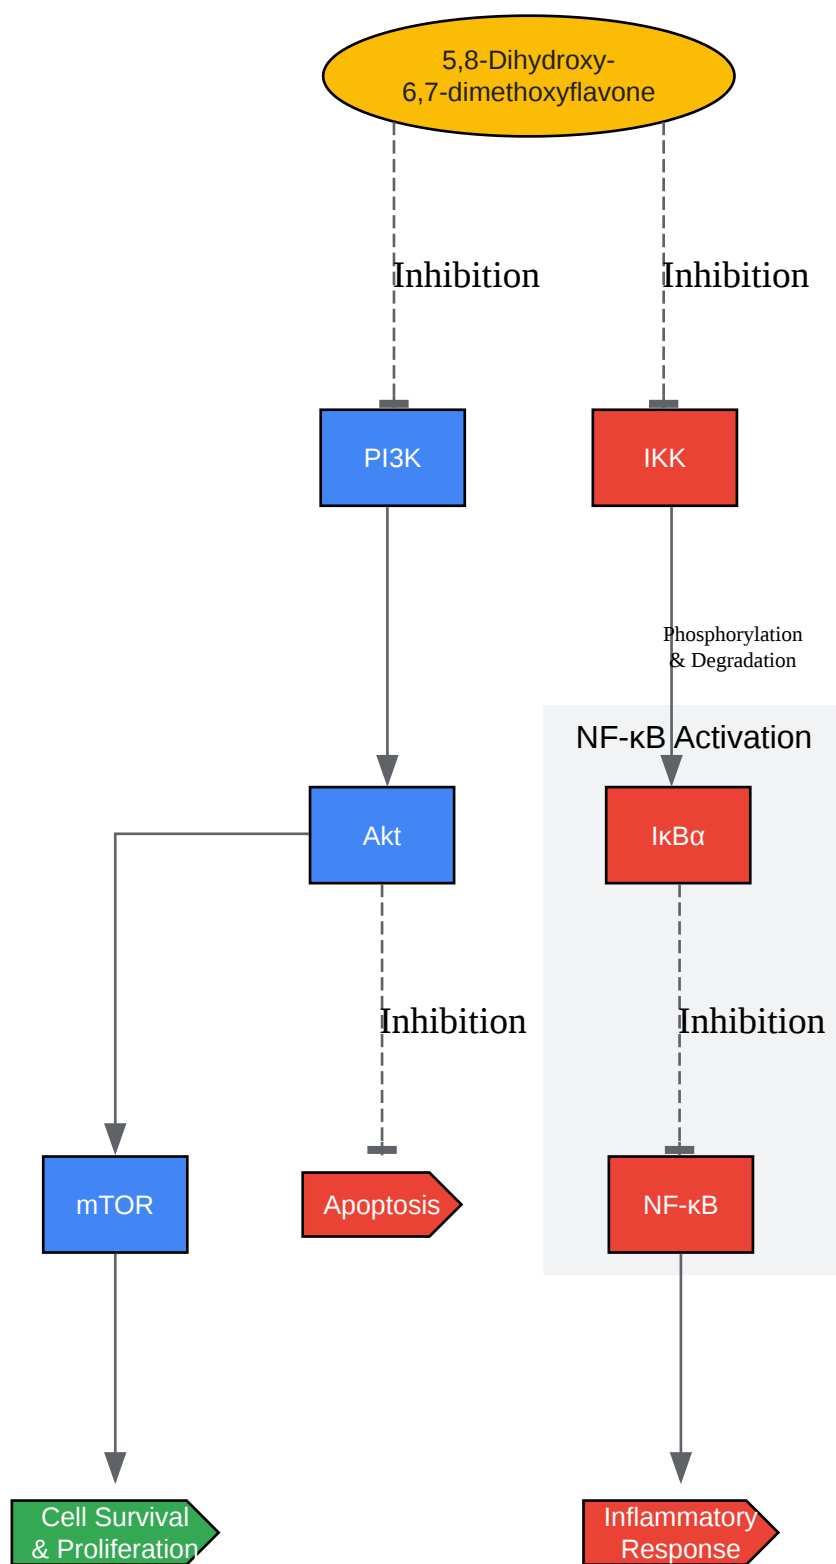 5,8-Dihydroxy-
6,7-dimethoxyflavone
Inhibition
Inhibition
PI3K
IKK
Phosphorylation
& Degradation
NF-κB Activation
Akt
IκBα
Inhibition
Inhibition
mTOR
Apoptosis
NF-κB
Cell Survival
& Proliferation
Inflammatory
Response